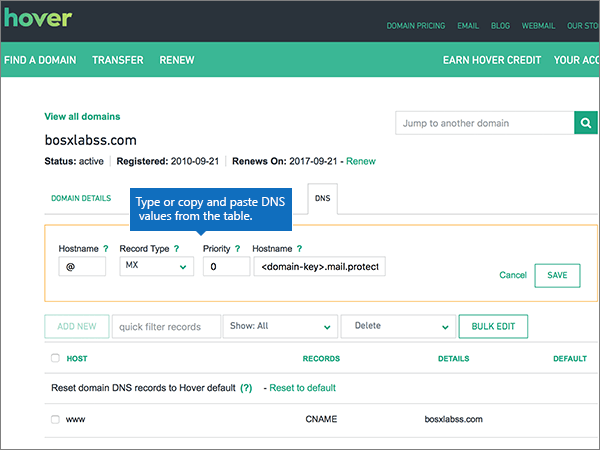 hover
DOMAIN PRICING EMAIL BLOG WEBMAIL OUR STO
FIND A DOMAIN TRANSFER RENEW EARN HOVER CREDIT YOUR ACC
View all domains
Jump to another domain
bosxlabss.com
Status: active Registered: 2010-09-21 Renews On: 2017-09-21 - Renew
DOMAIN DETAILS DNS
Type or copy and paste DNS
values from the table.
Hostname ? Record Type ? Priority ? Hostname ?
@ MX 0 <domain-key>.mail.protect
Cancel SAVE
ADD NEW quick filter records Show: All Delete BULK EDIT
HOST RECORDS DETAILS DEFAULT
Reset domain DNS records to Hover default (?) - Reset to default
www CNAME bosxlabss.com